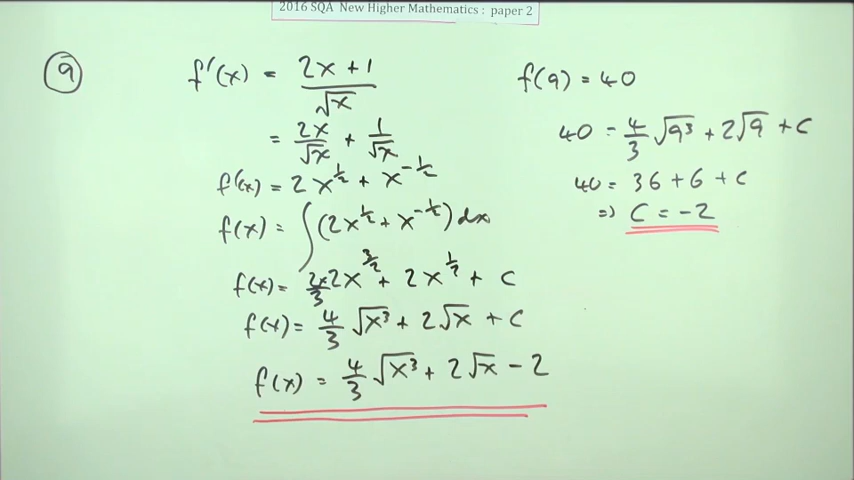 2016 SQA New Higher Mathematics : paper 2
9
f'(x) = (2x + 1)/√x
= 2x/√x + 1/√x
f'(x) = 2x^(1/2) + x^(-1/2)
f(x) = ∫(2x^(1/2) + x^(-1/2)) dx
f(x) = 2/3 × 2x^(3/2) + 2x^(1/2) + C
f(x) = 4/3 √x³ + 2√x + C
f(x) = 4/3 √x³ + 2√x - 2
f(9) = 40
40 = 4/3 √9³ + 2√9 + C
40 = 36 + 6 + C
=> C = -2